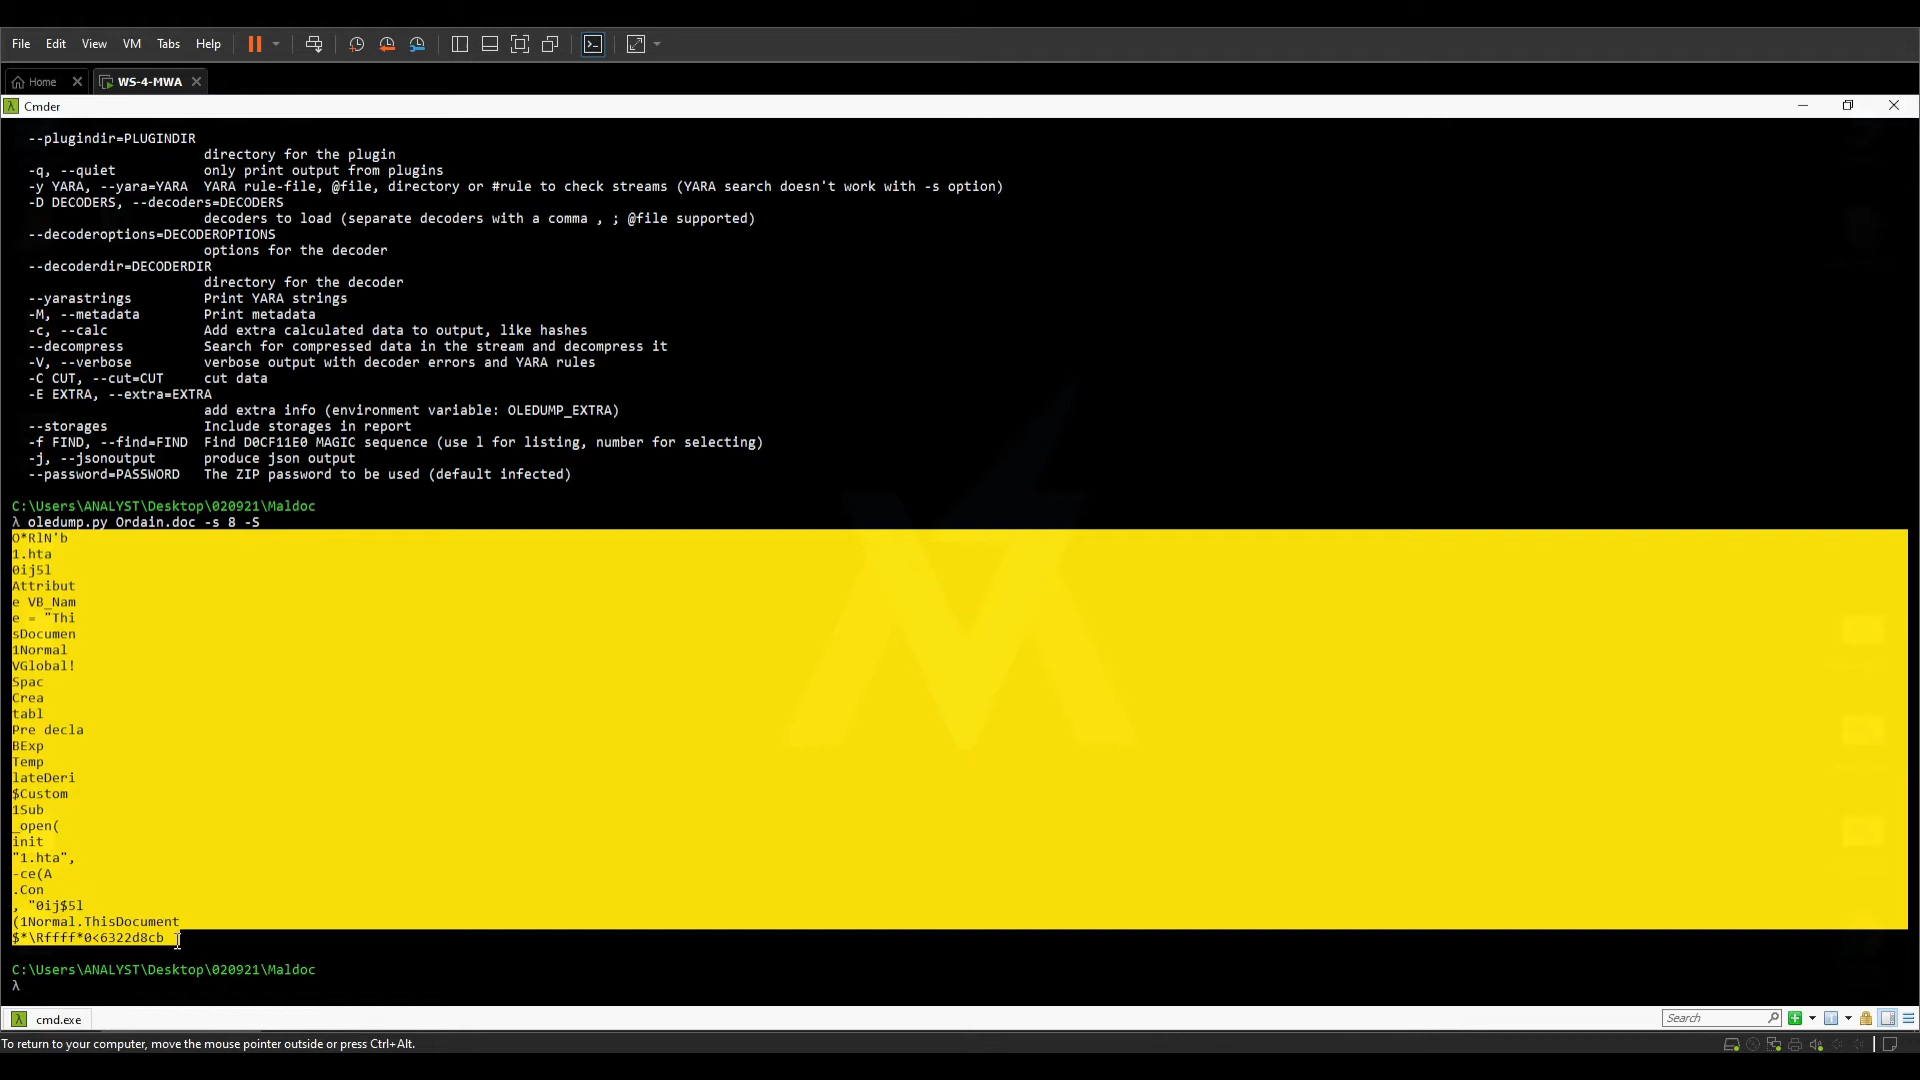 File Edit View VM Tabs Help
Home WS-4-MWA
Cmder
--plugindir=PLUGINDIR
directory for the plugin
-q, --quiet only print output from plugins
-y YARA, --yara=YARA YARA rule-file, @file, directory or #rule to check streams (YARA search doesn't work with -s option)
-D DECODERS, --decoders=DECODERS
decoders to load (separate decoders with a comma , ; @file supported)
--decoderoptions=DECODEROPTIONS
options for the decoder
--decoderdir=DECODERDIR
directory for the decoder
--yarastrings Print YARA strings
-M, --metadata Print metadata
-c, --calc Add extra calculated data to output, like hashes
--decompress Search for compressed data in the stream and decompress it
-V, --verbose verbose output with decoder errors and YARA rules
-C CUT, --cut=CUT cut data
-E EXTRA, --extra=EXTRA
add extra info (environment variable: OLEDUMP_EXTRA)
--storages Include storages in report
-f FIND, --find=FIND Find D0CF11E0 MAGIC sequence (use l for listing, number for selecting)
-j, --jsonoutput produce json output
--password=PASSWORD The ZIP password to be used (default infected)
C:\Users\ANALYST\Desktop\020921\Maldoc
λ oledump.py Ordain.doc -s 8 -S
O*RlN'b
1.hta
0ij5l
Attribut
e VB_Nam
e = "Thi
sDocumen
1Normal
VGlobal!
Spac
Crea
tabl
Pre decla
BExp
Temp
lateDeri
$Custom
1Sub
_open(
init
"1.hta",
-ce(A
.Con
, "0ij$5l
(1Normal.ThisDocument
$*\Rffff*0<6322d8cb
C:\Users\ANALYST\Desktop\020921\Maldoc
λ
cmd.exe Search
To return to your computer, move the mouse pointer outside or press Ctrl+Alt.